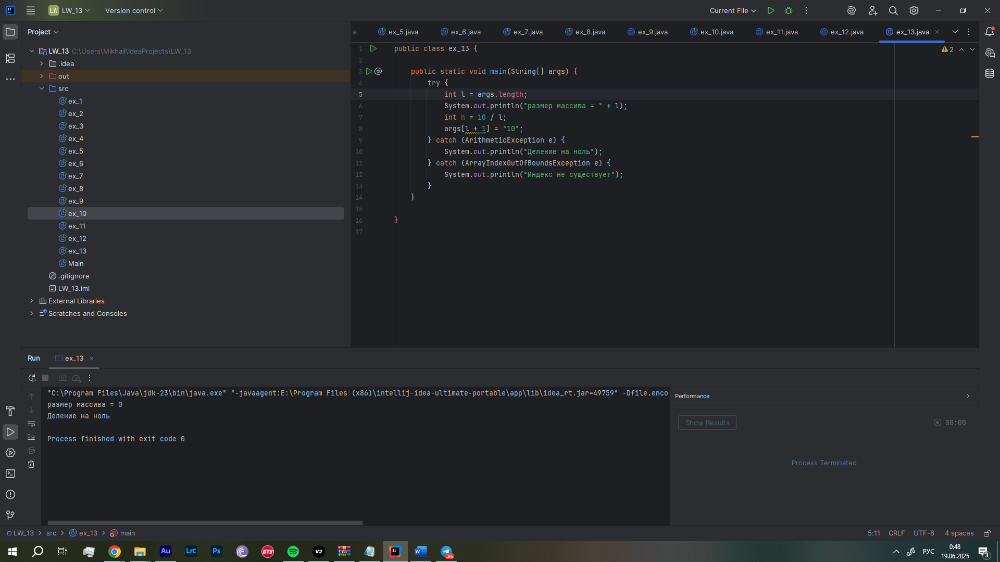 LW LW_13 Version control Current File
Project
LW_13 C:\Users\Mikhail\IdeaProjects\LW_13
.idea
out
src
ex_1
ex_2
ex_3
ex_4
ex_5
ex_6
ex_7
ex_8
ex_9
ex_10
ex_11
ex_12
ex_13
Main
.gitignore
LW_13.iml
External Libraries
Scratches and Consoles
a ex_5.java ex_6.java ex_7.java ex_8.java ex_9.java ex_10.java ex_11.java ex_12.java ex_13.java
2
1 public class ex_13 {
2
3 public static void main(String[] args) {
4 try {
5 int l = args.length;
6 System.out.println("размер массива = " + l);
7 int h = 10 / l;
8 args[l + 1] = "10";
9 } catch (ArithmeticException e) {
10 System.out.println("Деление на ноль");
11 } catch (ArrayIndexOutOfBoundsException e) {
12 System.out.println("Индекс не существует");
13 }
14 }
15
16 }
17
Run ex_13
"C:\Program Files\Java\jdk-23\bin\java.exe" "-javaagent:E:\Program Files (x86)\intellij-idea-ultimate-portable\app\lib\idea_rt.jar=49759" -Dfile.enco
размер массива = 0
Деление на ноль
Process finished with exit code 0
Performance
Show Results 00:00
Process Terminated
LW_13 src ex_13 main 5:11 CRLF UTF-8 4 spaces
Au LrC Ps GT3 V2 IJ W .96 РУС 0:48
19.06.2025 3